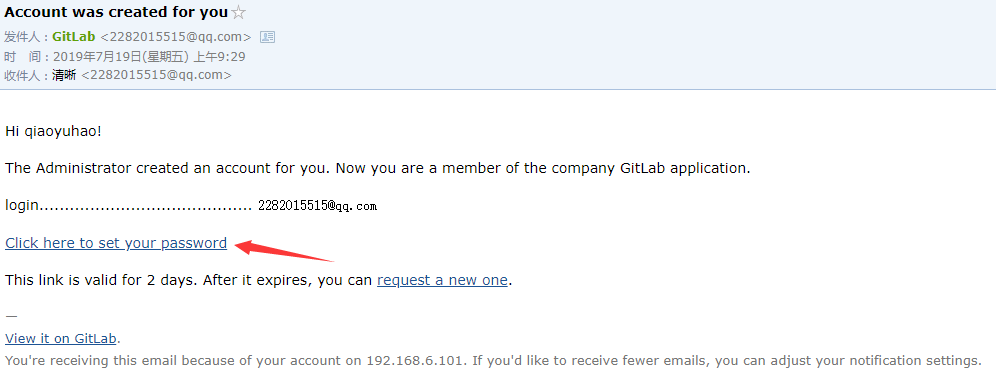 Account was created for you☆
发件人：GitLab <2282015515@qq.com>
时　间：2019年7月19日(星期五) 上午9:29
收件人：清晰 <2282015515@qq.com>
Hi qiaoyuhao!
The Administrator created an account for you. Now you are a member of the company GitLab application.
login.......................................... 2282015515@qq.com
Click here to set your password
This link is valid for 2 days. After it expires, you can request a new one.
—
View it on GitLab.
You're receiving this email because of your account on 192.168.6.101. If you'd like to receive fewer emails, you can adjust your notification settings.